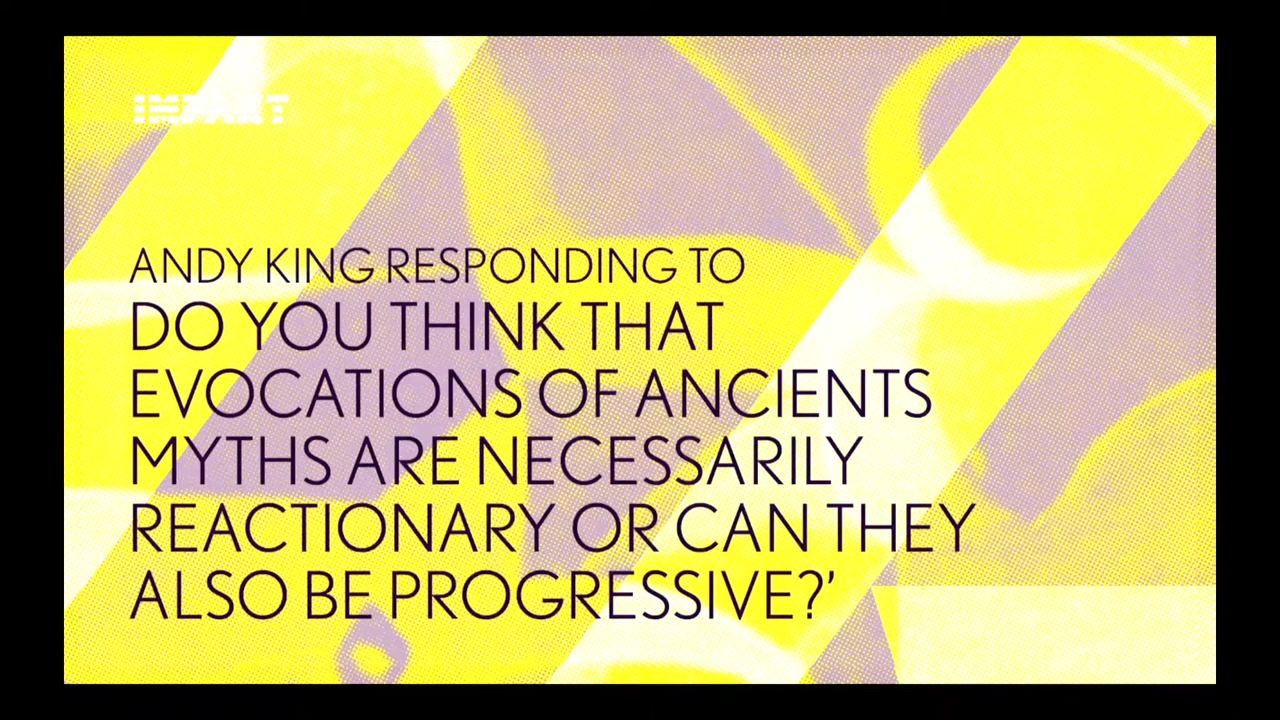 IMPAKT
ANDY KING RESPONDING TO
DO YOU THINK THAT
EVOCATIONS OF ANCIENTS
MYTHS ARE NECESSARILY
REACTIONARY OR CAN THEY
ALSO BE PROGRESSIVE?’